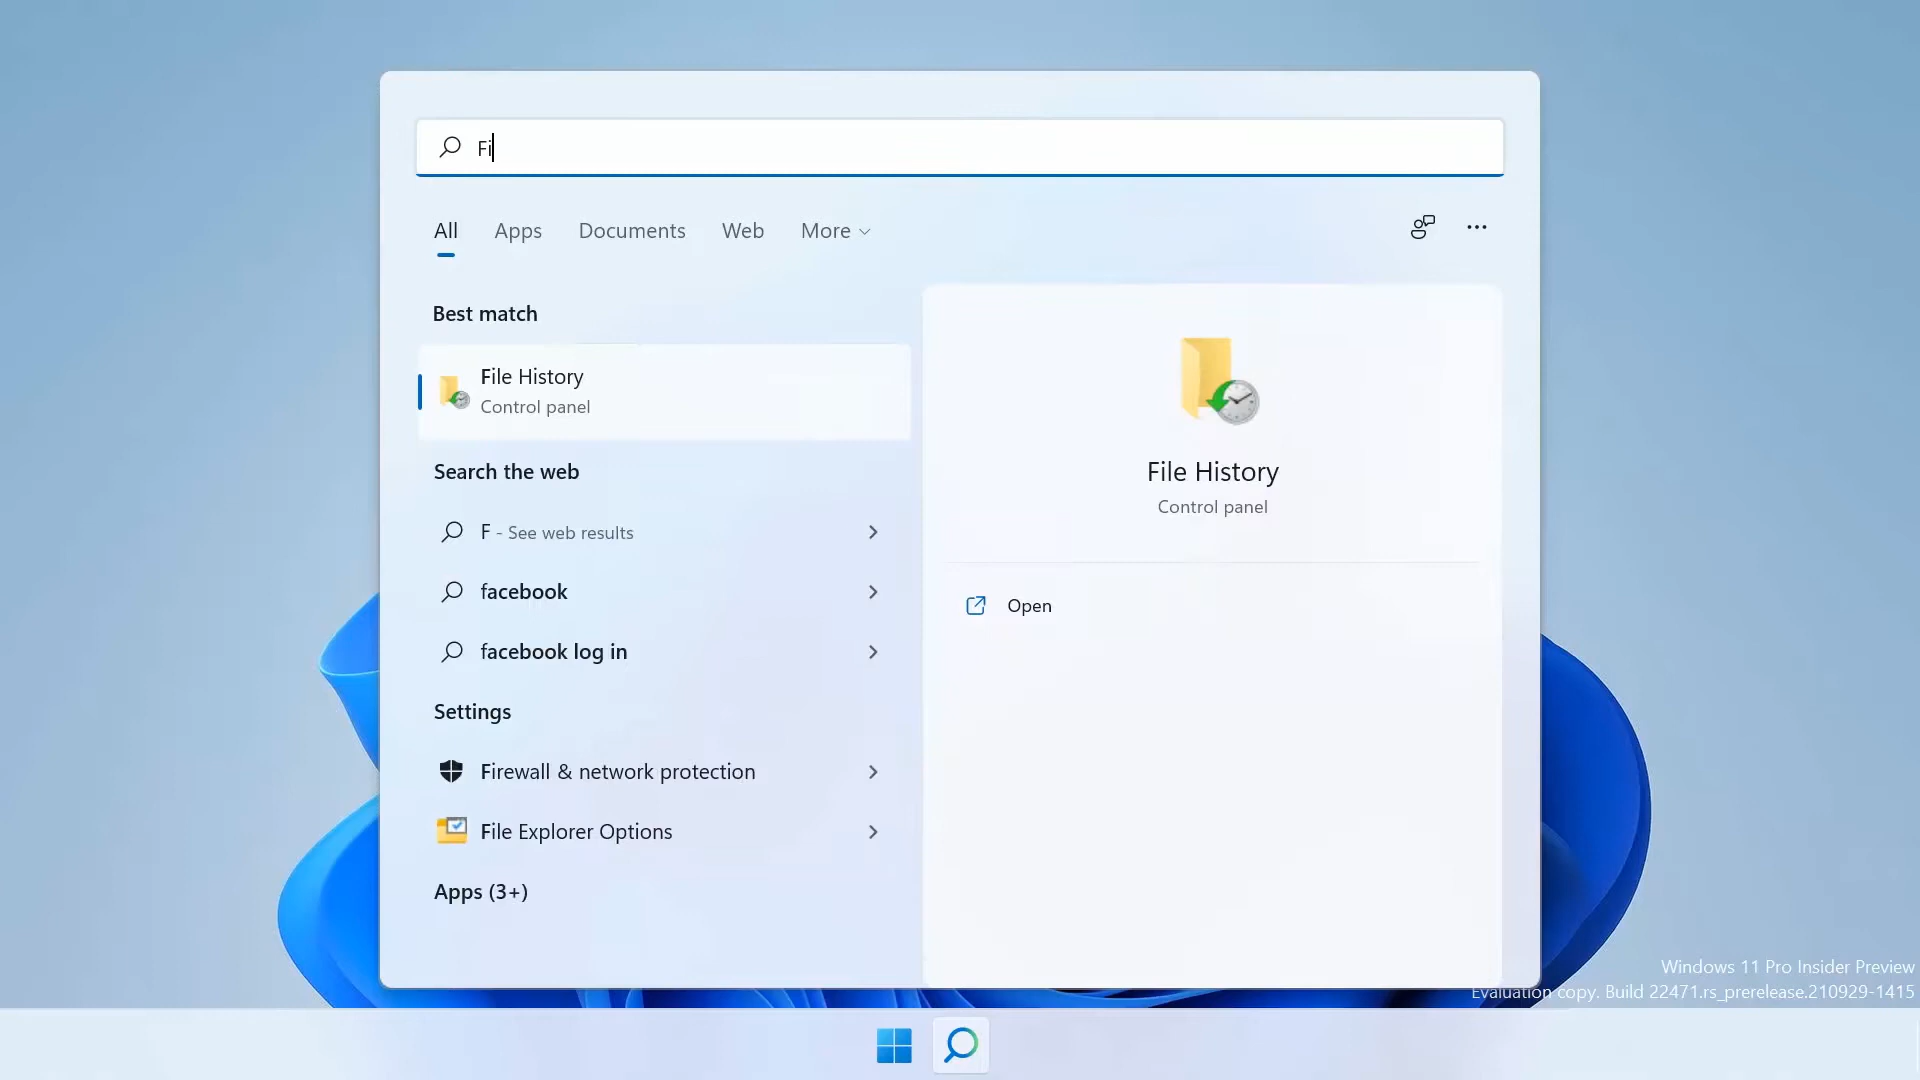 Fi
All Apps Documents Web More
Best match
File History
Control panel
Search the web
F - See web results
facebook
facebook log in
Settings
Firewall & network protection
File Explorer Options
Apps (3+)
File History
Control panel
Open
Windows 11 Pro Insider Preview
Evaluation copy. Build 22471.rs_prerelease.210929-1415